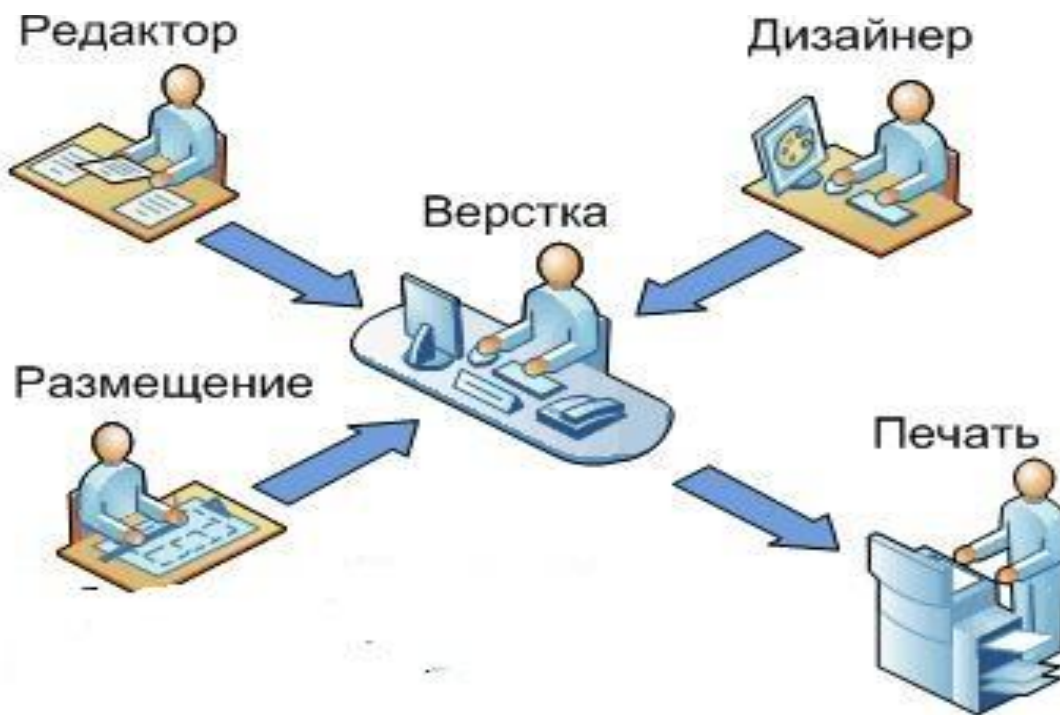 Редактор
Дизайнер
Верстка
Размещение
Печать